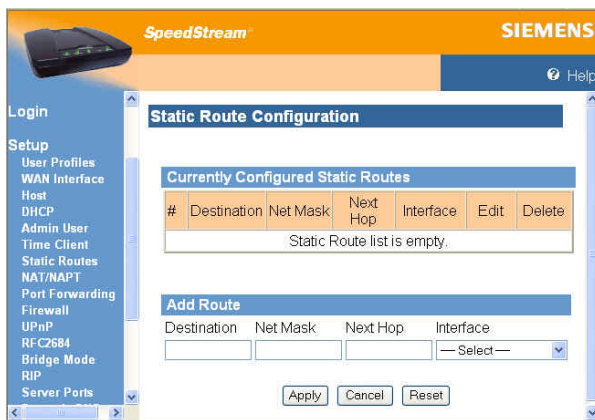 SpeedStream®
SIEMENS
Help
Login
Setup
User Profiles
WAN Interface
Host
DHCP
Admin User
Time Client
Static Routes
NAT/NAPT
Port Forwarding
Firewall
UPnP
RFC2684
Bridge Mode
RIP
Server Ports
Static Route Configuration
Currently Configured Static Routes
# Destination Net Mask Next Hop Interface Edit Delete
Static Route list is empty.
Add Route
Destination Net Mask Next Hop Interface
— Select —
Apply Cancel Reset